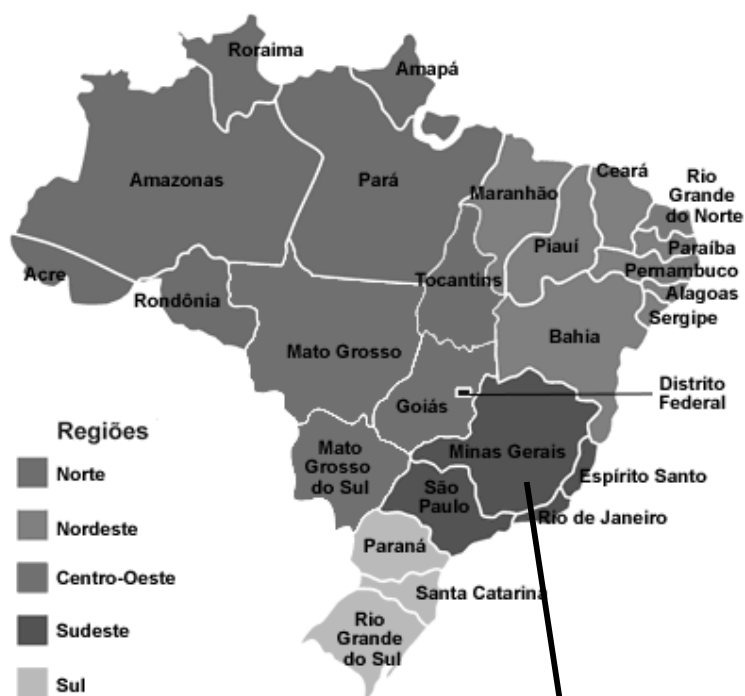 Roraima
Amapá
Amazonas
Pará
Maranhão
Ceará
Rio
Grande
do Norte
Piauí
Paraíba
Pernambuco
Alagoas
Sergipe
Acre
Rondônia
Tocantins
Bahia
Mato Grosso
Goiás
Distrito
Federal
Mato
Grosso
do Sul
Minas Gerais
Espírito Santo
São
Paulo
Rio de Janeiro
Paraná
Santa Catarina
Rio
Grande
do Sul
Regiões
Norte
Nordeste
Centro-Oeste
Sudeste
Sul